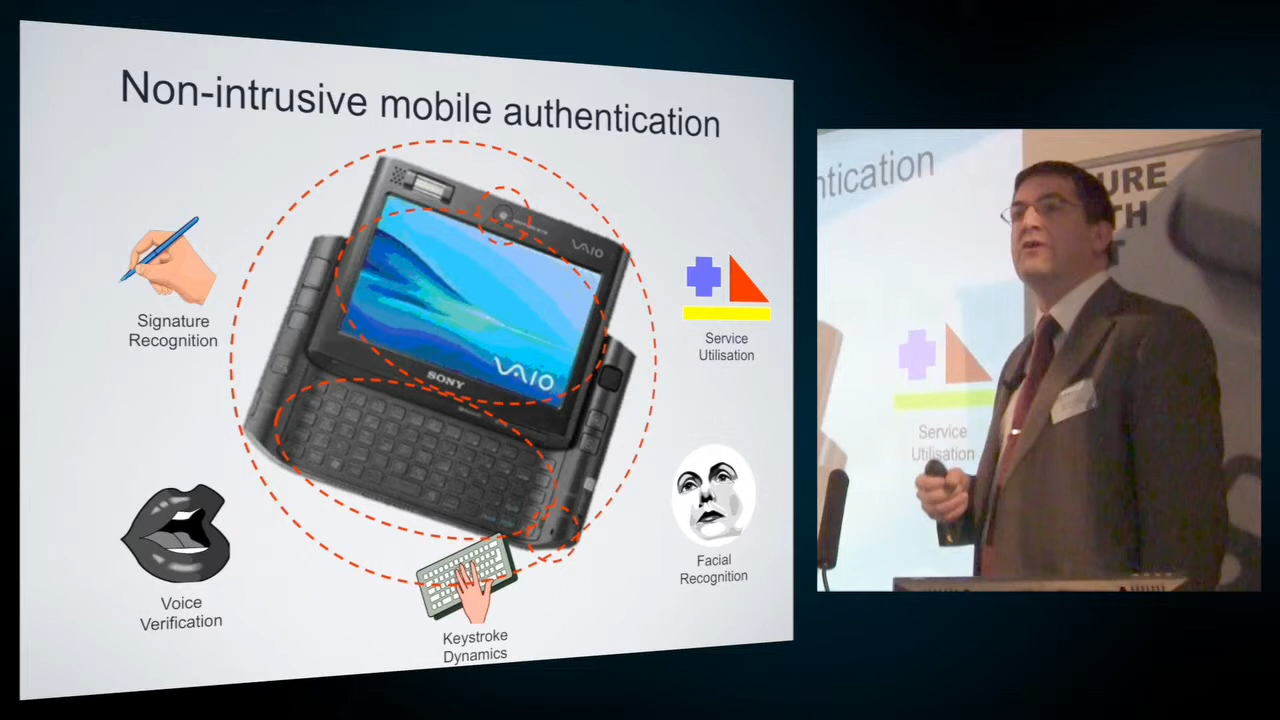 Non-intrusive mobile authentication
VAIO
SONY
VAIO
Signature
Recognition
Service
Utilisation
Voice
Verification
Keystroke
Dynamics
Facial
Recognition
ntication
URE
TH
T
Service
Utilisation